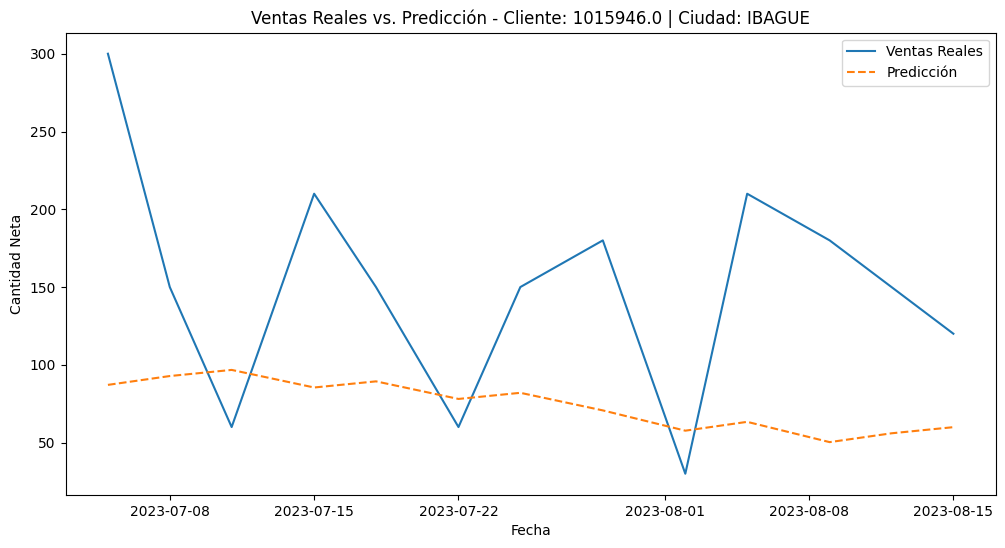 Ventas Reales vs. Predicción - Cliente: 1015946.0 | Ciudad: IBAGUE
Ventas Reales
Predicción
300
250
200
150
100
50
Cantidad Neta
2023-07-08
2023-07-15
2023-07-22
2023-08-01
2023-08-08
2023-08-15
Fecha